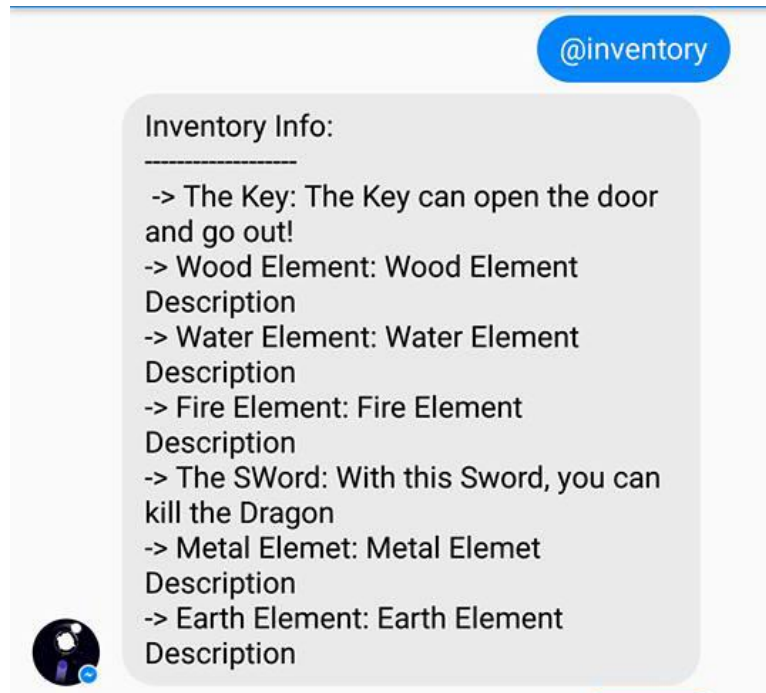 @inventory
Inventory Info:
-------------------
-> The Key: The Key can open the door
and go out!
-> Wood Element: Wood Element
Description
-> Water Element: Water Element
Description
-> Fire Element: Fire Element
Description
-> The SWord: With this Sword, you can
kill the Dragon
-> Metal Elemet: Metal Elemet
Description
-> Earth Element: Earth Element
Description